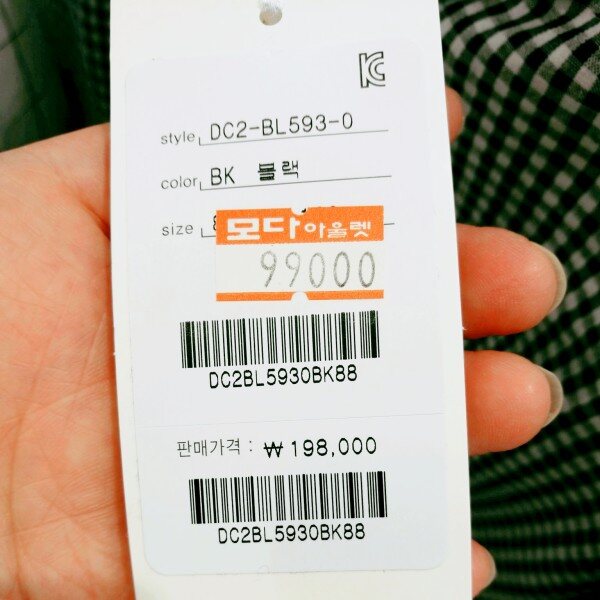 KC
style DC2-BL593-0
color BK 블랙
size
모다아울렛
99000
DC2BL5930BK88
판매가격 : ₩ 198,000
DC2BL5930BK88